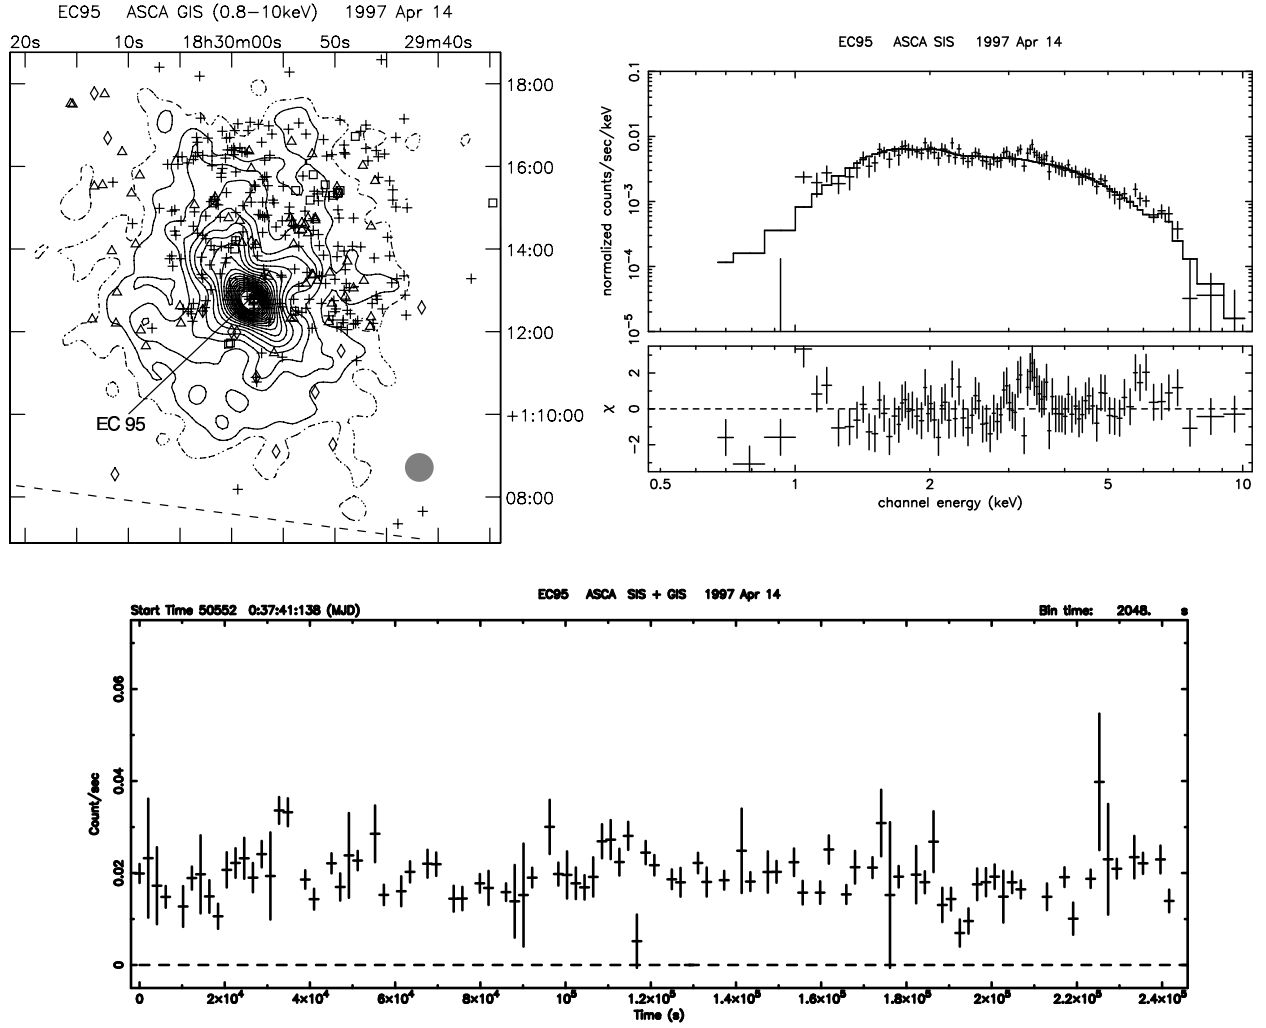 EC95 ASCA GIS (0.8−10keV) 1997 Apr 14
20s 10s 18h30m00s 50s 29m40s
18:00
16:00
14:00
12:00
+1:10:00
08:00
EC 95
EC95 ASCA SIS 1997 Apr 14
normalized counts/sec/keV
0.1
0.01
10⁻³
10⁻⁴
10⁻⁵
χ
2
0
−2
0.5 1 2 5 10
channel energy (keV)
EC95 ASCA SIS + GIS 1997 Apr 14
Start Time 50552 0:37:41:138 (MJD) Bin time: 2048. s
Count/sec
0.06
0.04
0.02
0
0 2×10⁴ 4×10⁴ 6×10⁴ 8×10⁴ 10⁵ 1.2×10⁵ 1.4×10⁵ 1.6×10⁵ 1.8×10⁵ 2×10⁵ 2.2×10⁵ 2.4×10⁵
Time (s)